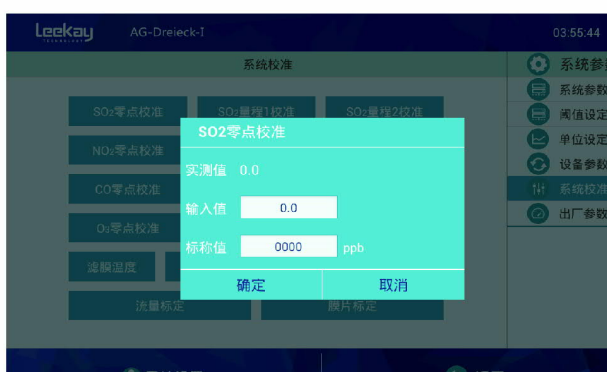 Leekay
TECHNOLOGY
AG-Dreieck-I
03:55:44
系统校准
SO₂零点校准
SO₂量程1校准
SO₂量程2校准
NO₂零点校准
CO零点校准
O₃零点校准
滤膜温度
流量标定
膜片标定
SO2零点校准
实测值 0.0
输入值 0.0
标称值 0000 ppb
确定 取消
系统参
系统参数
阈值设定
单位设定
设备参数
系统校准
出厂参数